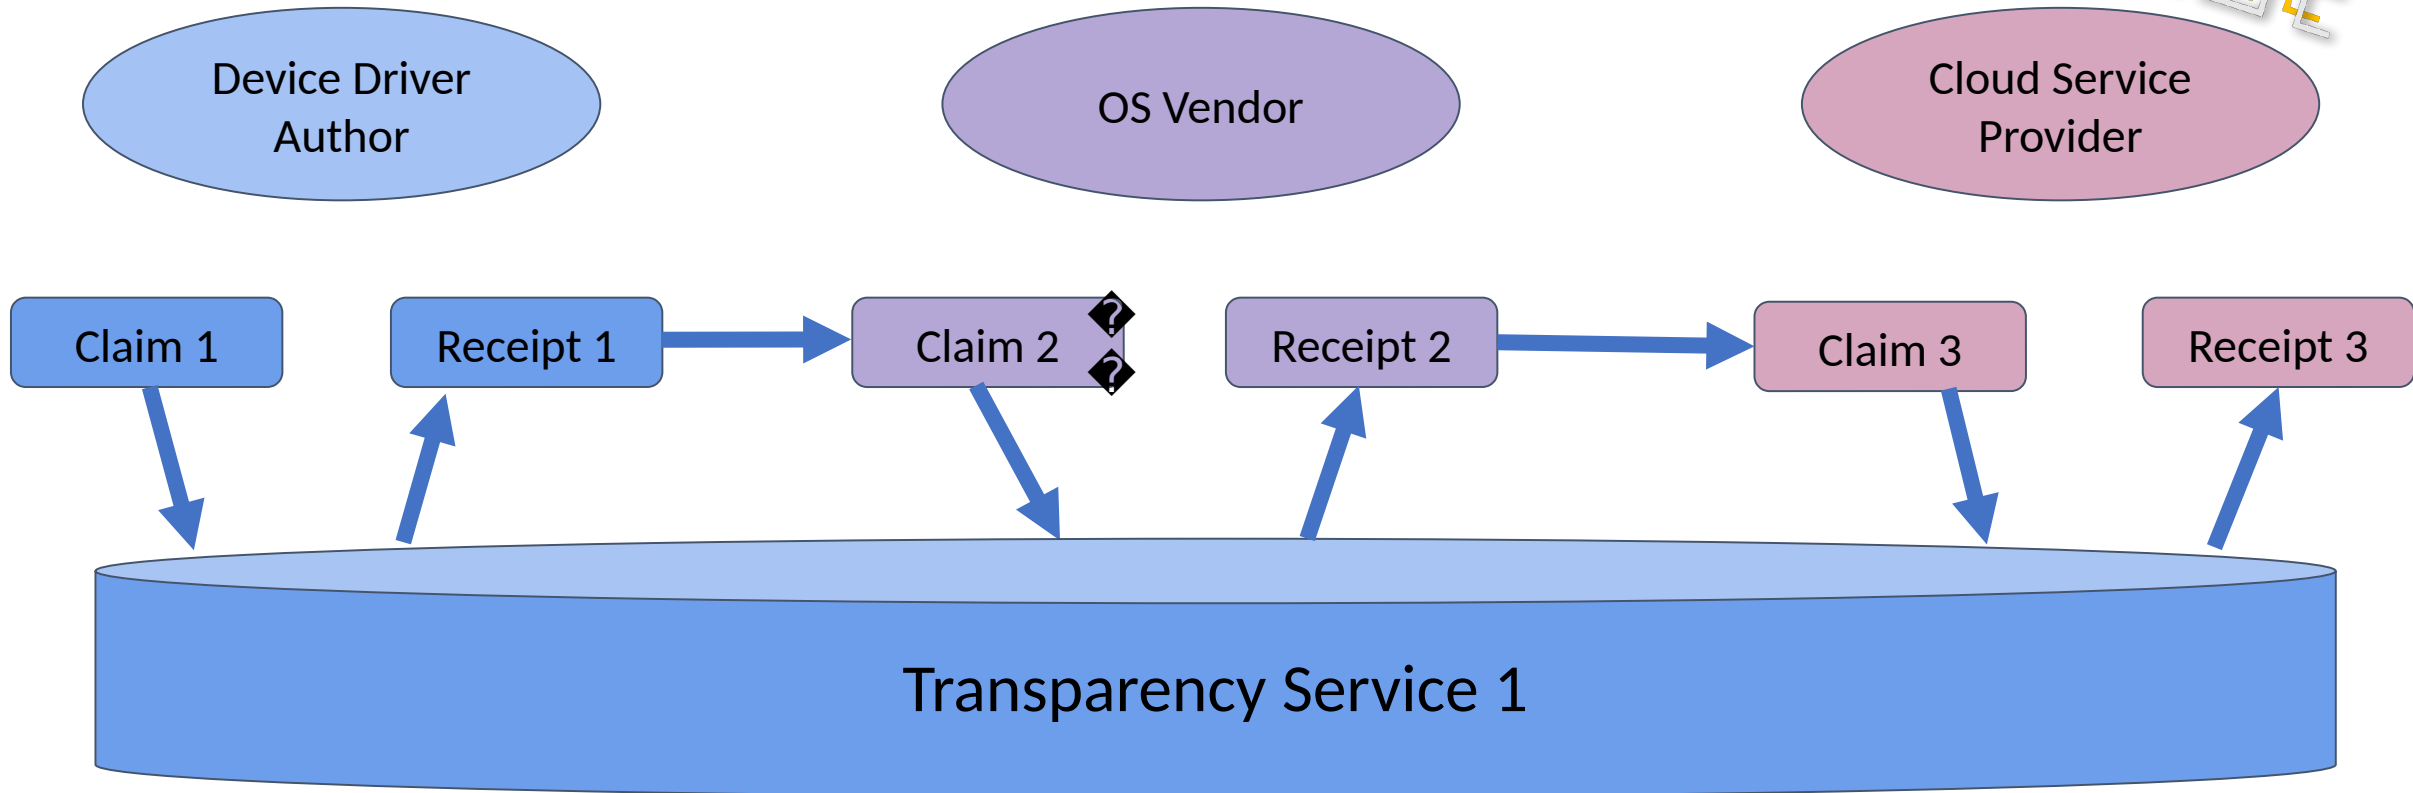 Device Driver
Author
OS Vendor
Cloud Service
Provider
Claim 1
Receipt 1
Claim 2
�
�
Receipt 2
Claim 3
Receipt 3
Transparency Service 1